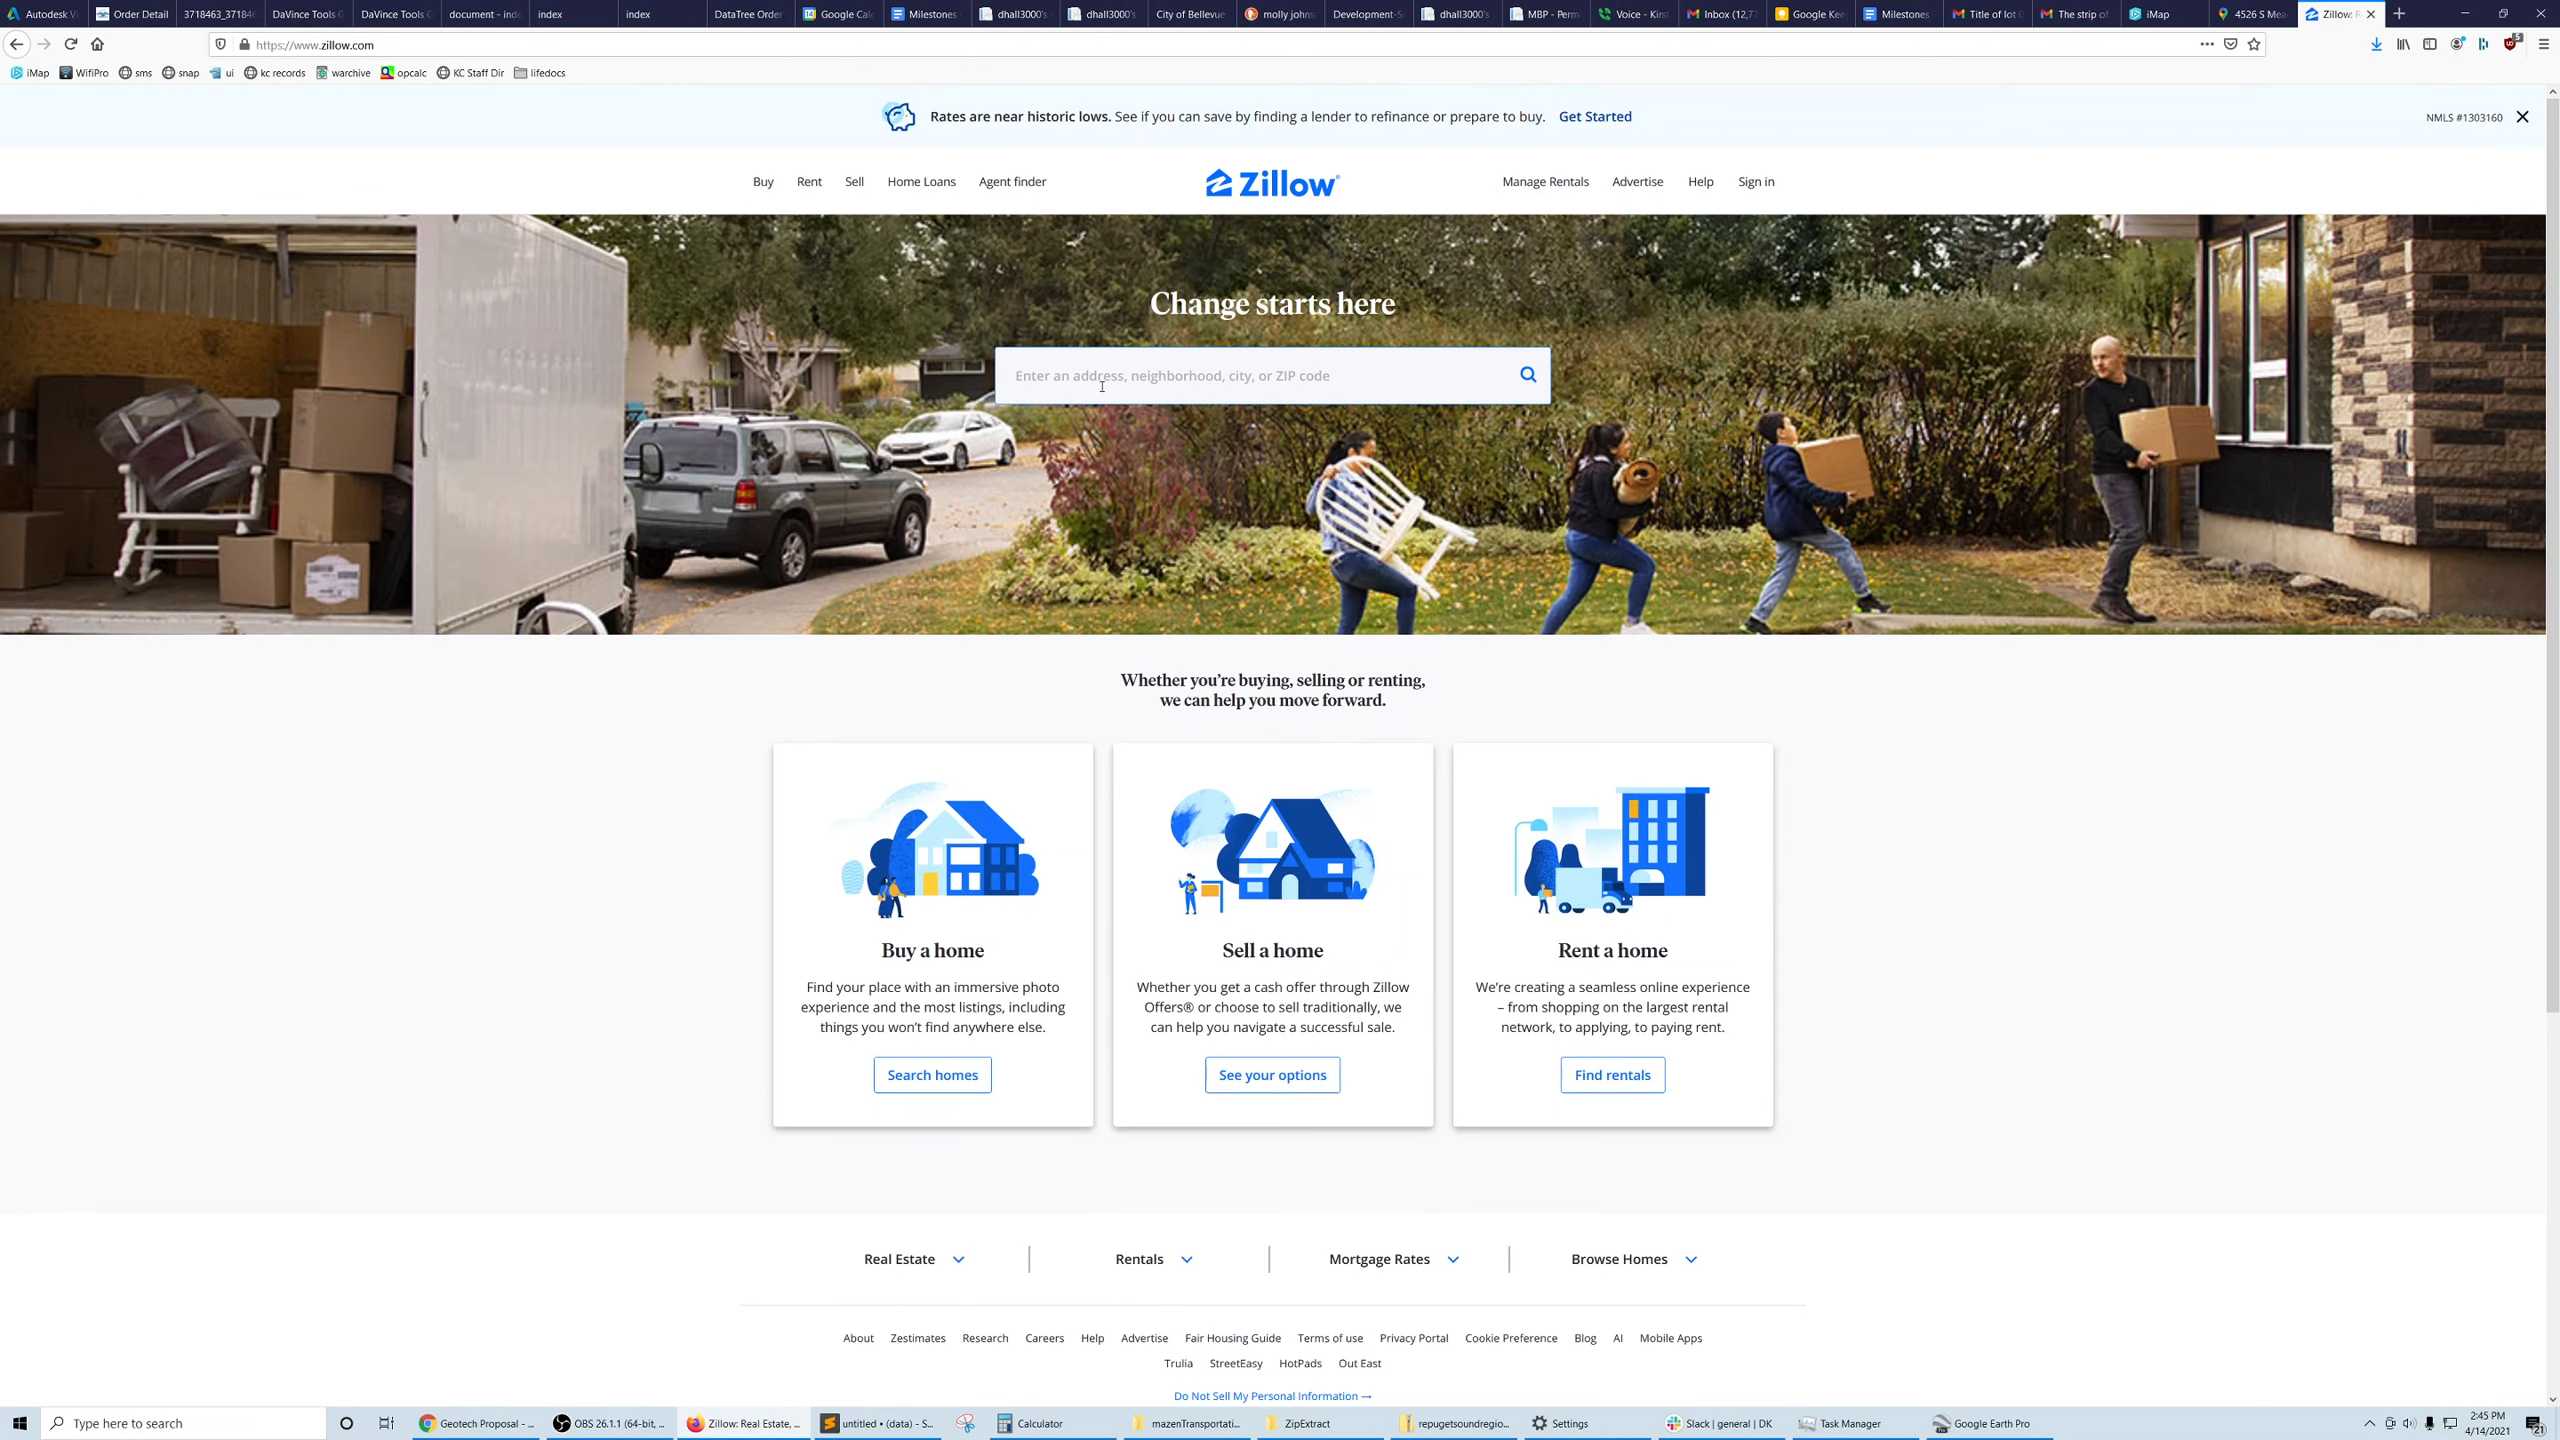 Autodesk V
Order Detail
3718463_37184
DaVince Tools G
DaVince Tools G
document - inde
index
index
DataTree Order
Google Cal
Milestones -
dhall3000's
dhall3000's
City of Bellevue
molly johns
Development-S
dhall3000's
MBP - Perm
Voice - Kirst
Inbox (12,77
Google Kee
Milestones
Title of lot
The strip of
iMap
4526 S Mea
Zillow: R
https://www.zillow.com
iMap
WifiPro
sms
snap
ui
kc records
warchive
opcalc
KC Staff Dir
lifedocs
Rates are near historic lows. See if you can save by finding a lender to refinance or prepare to buy. Get Started
NMLS #1303160
Buy Rent Sell Home Loans Agent finder
Zillow
Manage Rentals Advertise Help Sign in
Change starts here
Enter an address, neighborhood, city, or ZIP code
Whether you’re buying, selling or renting,
we can help you move forward.
Buy a home
Find your place with an immersive photo
experience and the most listings, including
things you won’t find anywhere else.
Search homes
Sell a home
Whether you get a cash offer through Zillow
Offers® or choose to sell traditionally, we
can help you navigate a successful sale.
See your options
Rent a home
We’re creating a seamless online experience
– from shopping on the largest rental
network, to applying, to paying rent.
Find rentals
Real Estate
Rentals
Mortgage Rates
Browse Homes
About Zestimates Research Careers Help Advertise Fair Housing Guide Terms of use Privacy Portal Cookie Preference Blog AI Mobile Apps
Trulia StreetEasy HotPads Out East
Do Not Sell My Personal Information →
Type here to search
Geotech Proposal - ...
OBS 26.1.1 (64-bit, ...
Zillow: Real Estate, ...
untitled • (data) - S...
Calculator
mazenTransportati...
ZipExtract
repugetsoundregio...
Settings
Slack | general | DK
Task Manager
Google Earth Pro
2:45 PM
4/14/2021
21